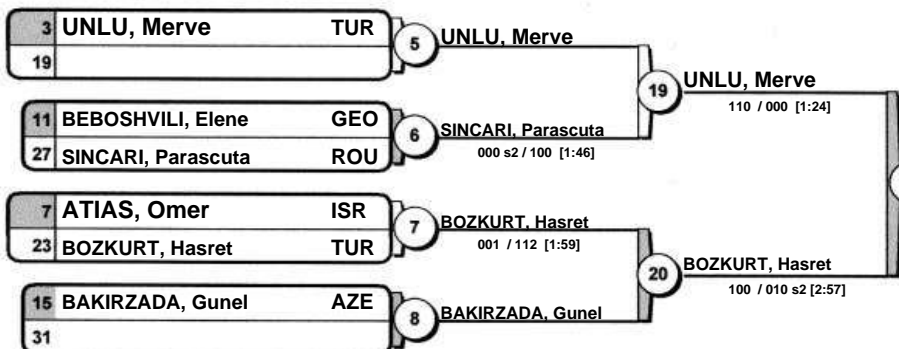 3 UNLU, Merve TUR
19
5
UNLU, Merve
11 BEBOSHVILI, Elene GEO
27 SINCARI, Parascuta ROU
6
SINCARI, Parascuta
000 s2 / 100 [1:46]
19
UNLU, Merve
110 / 000 [1:24]
7 ATIAS, Omer ISR
23 BOZKURT, Hasret TUR
7
BOZKURT, Hasret
001 / 112 [1:59]
15 BAKIRZADA, Gunel AZE
31
8
BAKIRZADA, Gunel
20
BOZKURT, Hasret
100 / 010 s2 [2:57]